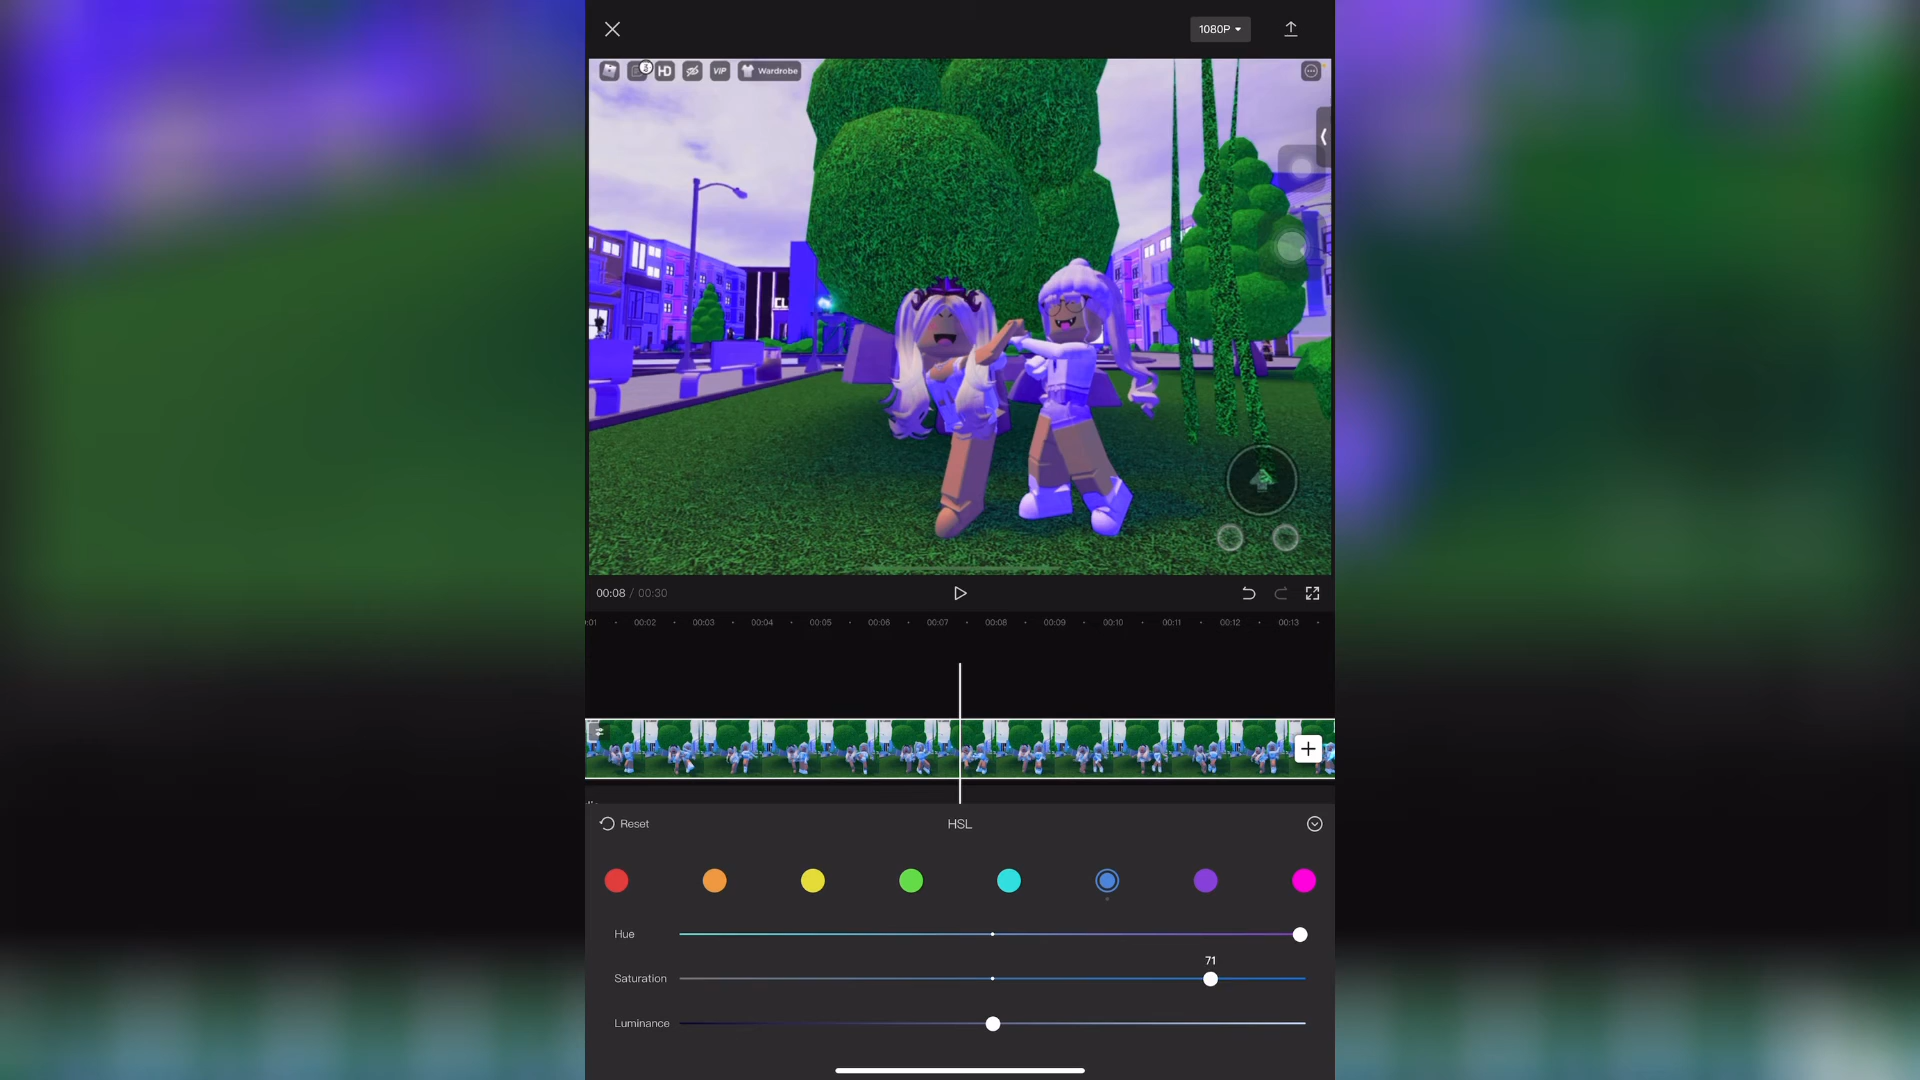 1080P
3
HD
VIP
Wardrobe
00:08 / 00:30
:01
00:02
00:03
00:04
00:05
00:06
00:07
00:08
00:09
00:10
00:11
00:12
00:13
Reset
HSL
Hue
71
Saturation
Luminance